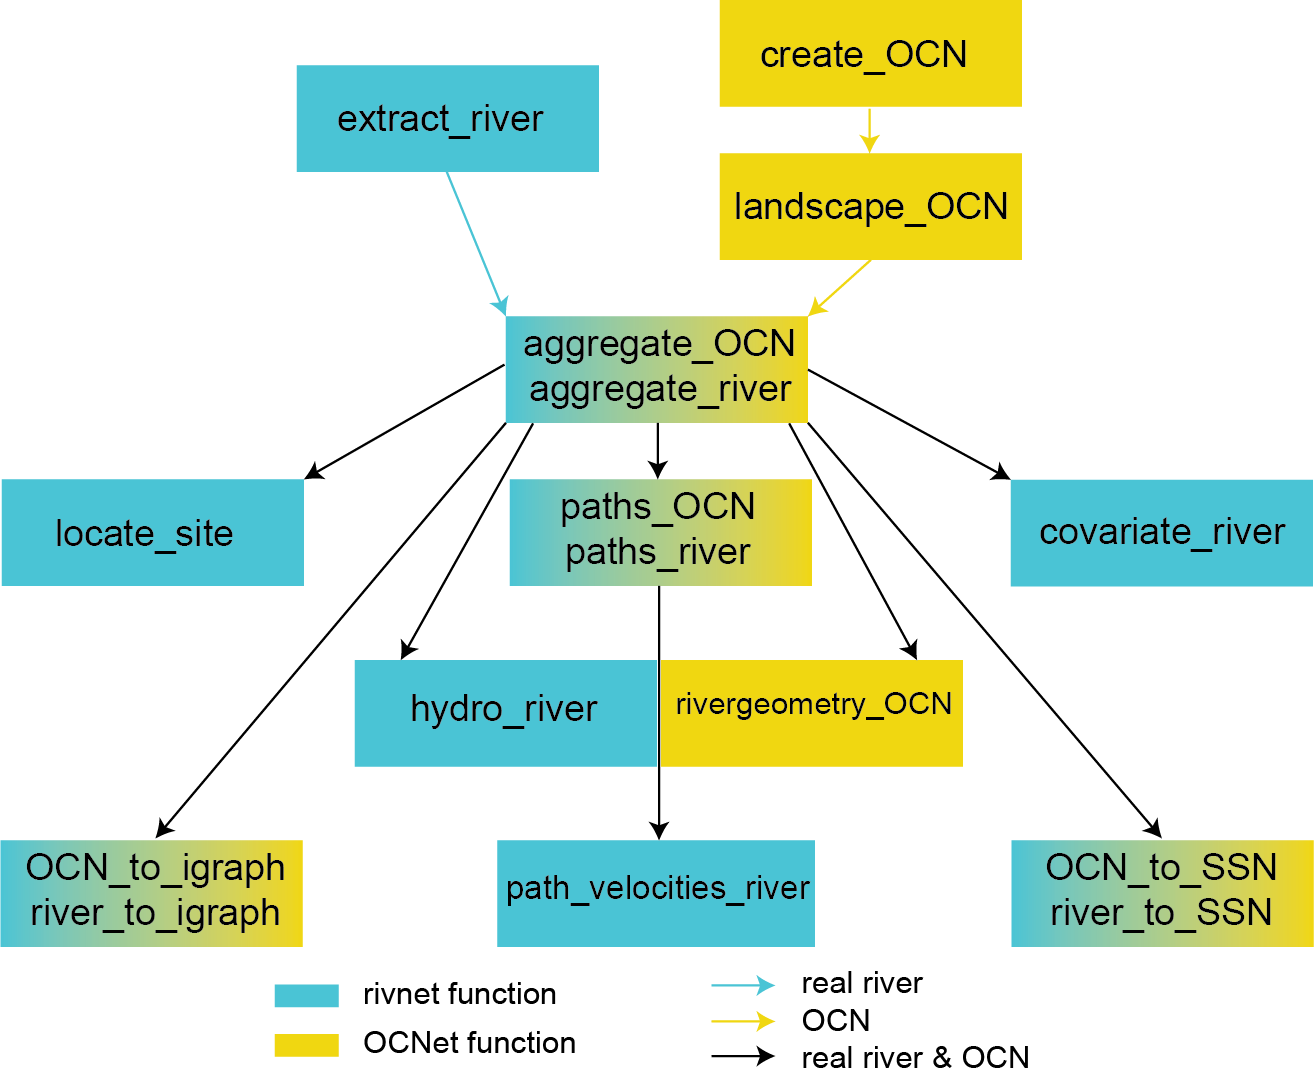 create_OCN
extract_river
landscape_OCN
aggregate_OCN
aggregate_river
locate_site
paths_OCN
paths_river
covariate_river
hydro_river
rivergeometry_OCN
OCN_to_igraph
river_to_igraph
path_velocities_river
OCN_to_SSN
river_to_SSN
rivnet function
OCNet function
real river
OCN
real river & OCN